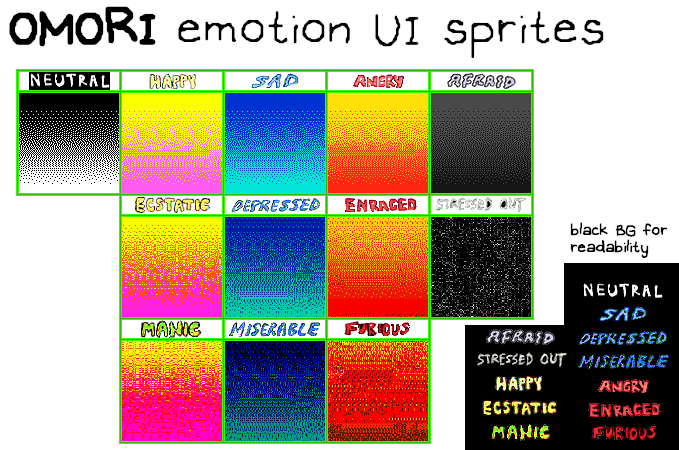 OMORI emotion UI sprites
NEUTRAL HAPPY SAD ANGRY AFRAID
ECSTATIC DEPRESSED ENRAGED STRESSED OUT
MANIC MISERABLE FURIOUS
black BG for
readability
NEUTRAL
SAD
AFRAID DEPRESSED
STRESSED OUT MISERABLE
HAPPY ANGRY
ECSTATIC ENRAGED
MANIC FURIOUS